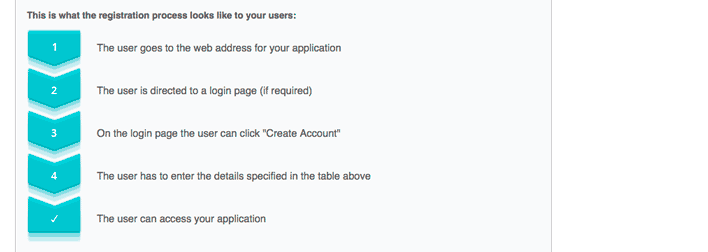 This is what the registration process looks like to your users:
1 The user goes to the web address for your application
2 The user is directed to a login page (if required)
3 On the login page the user can click "Create Account"
4 The user has to enter the details specified in the table above
✓ The user can access your application